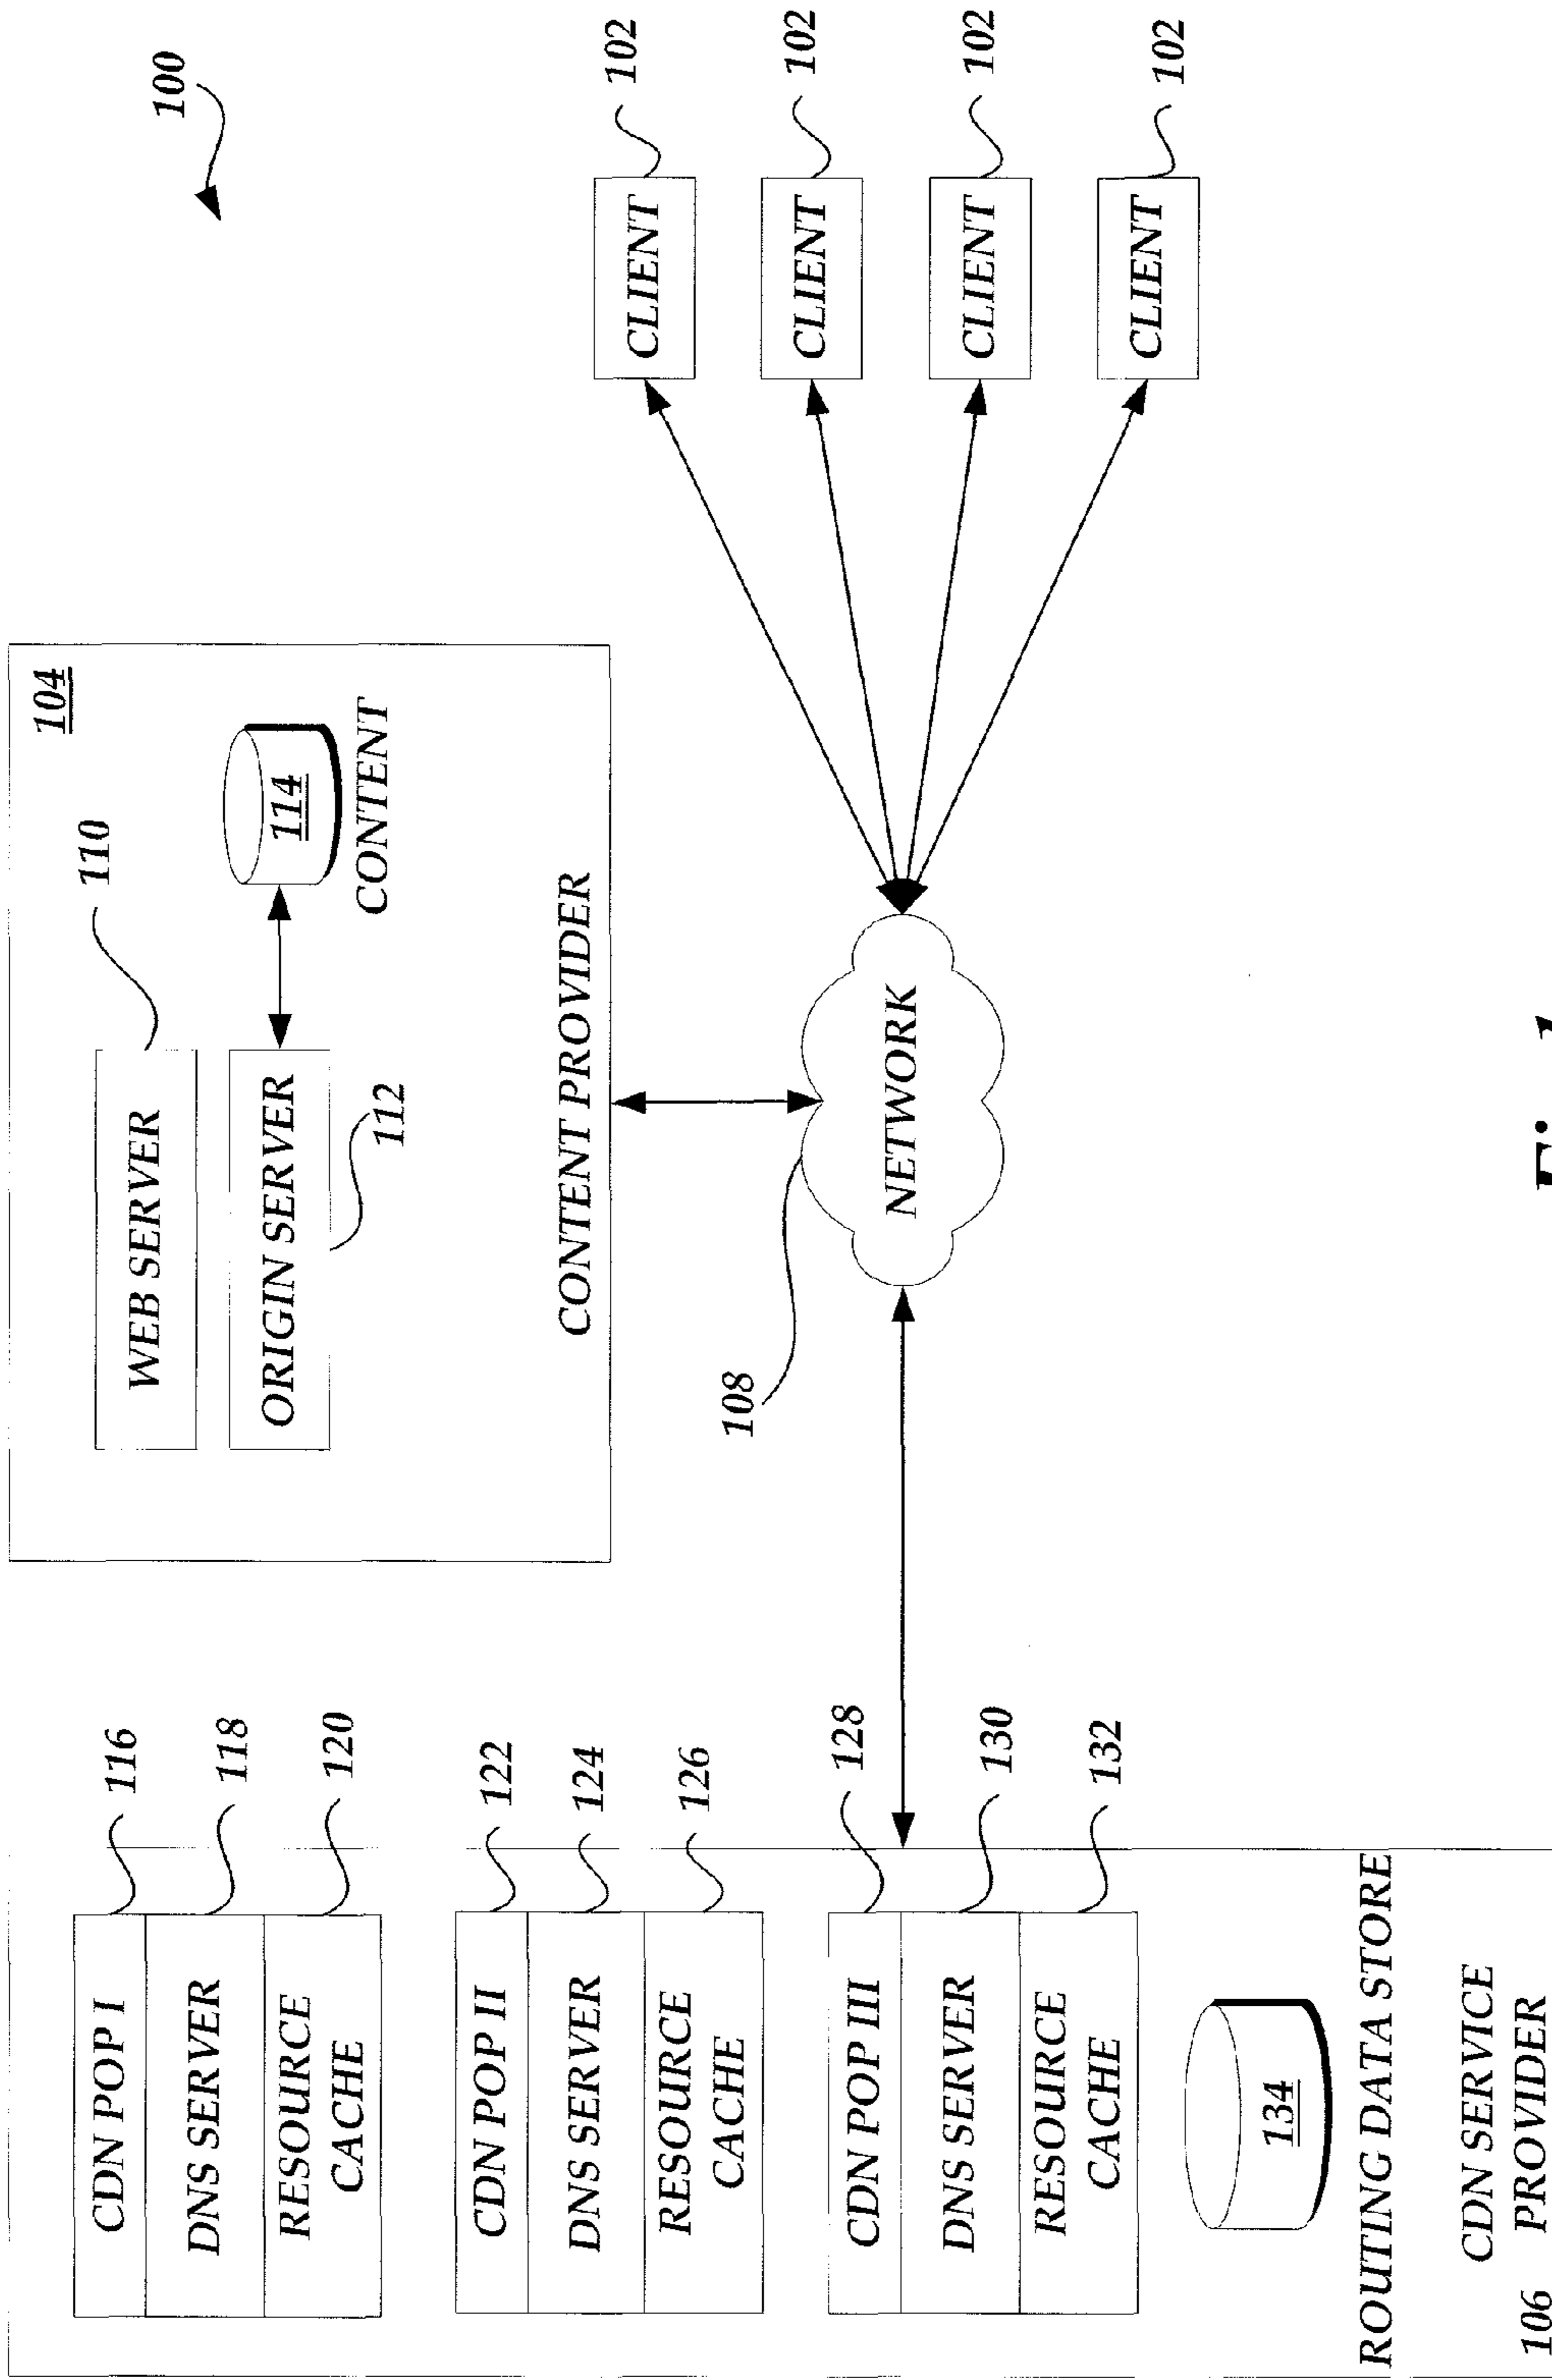 100
104
WEB SERVER
110
ORIGIN SERVER
112
114
CONTENT
CONTENT PROVIDER
116
CDN POP I
118
DNS SERVER
120
RESOURCE
CACHE
122
CDN POP II
124
DNS SERVER
126
RESOURCE
CACHE
128
CDN POP III
130
DNS SERVER
132
RESOURCE
CACHE
134
ROUTING DATA STORE
CDN SERVICE
106 PROVIDER
108
NETWORK
CLIENT
102
CLIENT
102
CLIENT
102
CLIENT
102